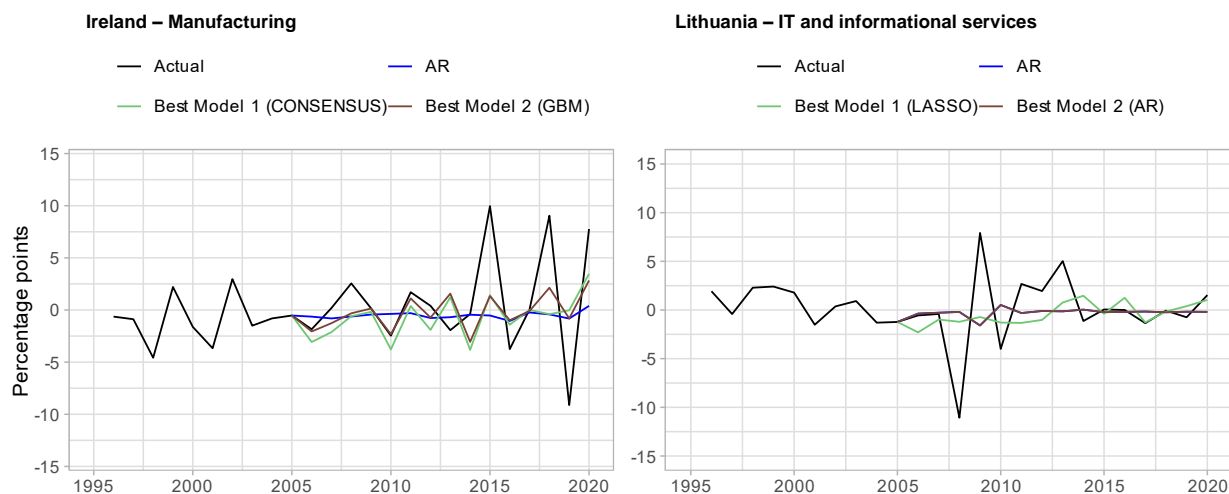 Ireland – Manufacturing
Actual
AR
Best Model 1 (CONSENSUS)
Best Model 2 (GBM)
Percentage points
15
10
5
0
-5
-10
-15
1995
2000
2005
2010
2015
2020
Lithuania – IT and informational services
Actual
AR
Best Model 1 (LASSO)
Best Model 2 (AR)
15
10
5
0
-5
-10
-15
1995
2000
2005
2010
2015
2020